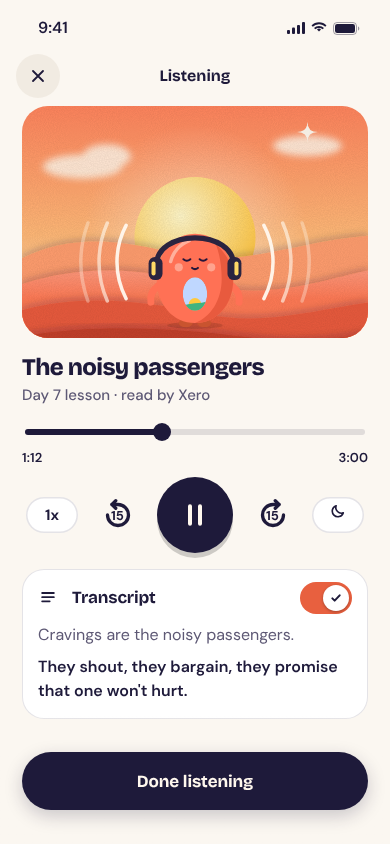 9:41
Listening
The noisy passengers
Day 7 lesson · read by Xero
1:12
3:00
1x
15
15
Transcript
Cravings are the noisy passengers.
They shout, they bargain, they promise
that one won't hurt.
Done listening